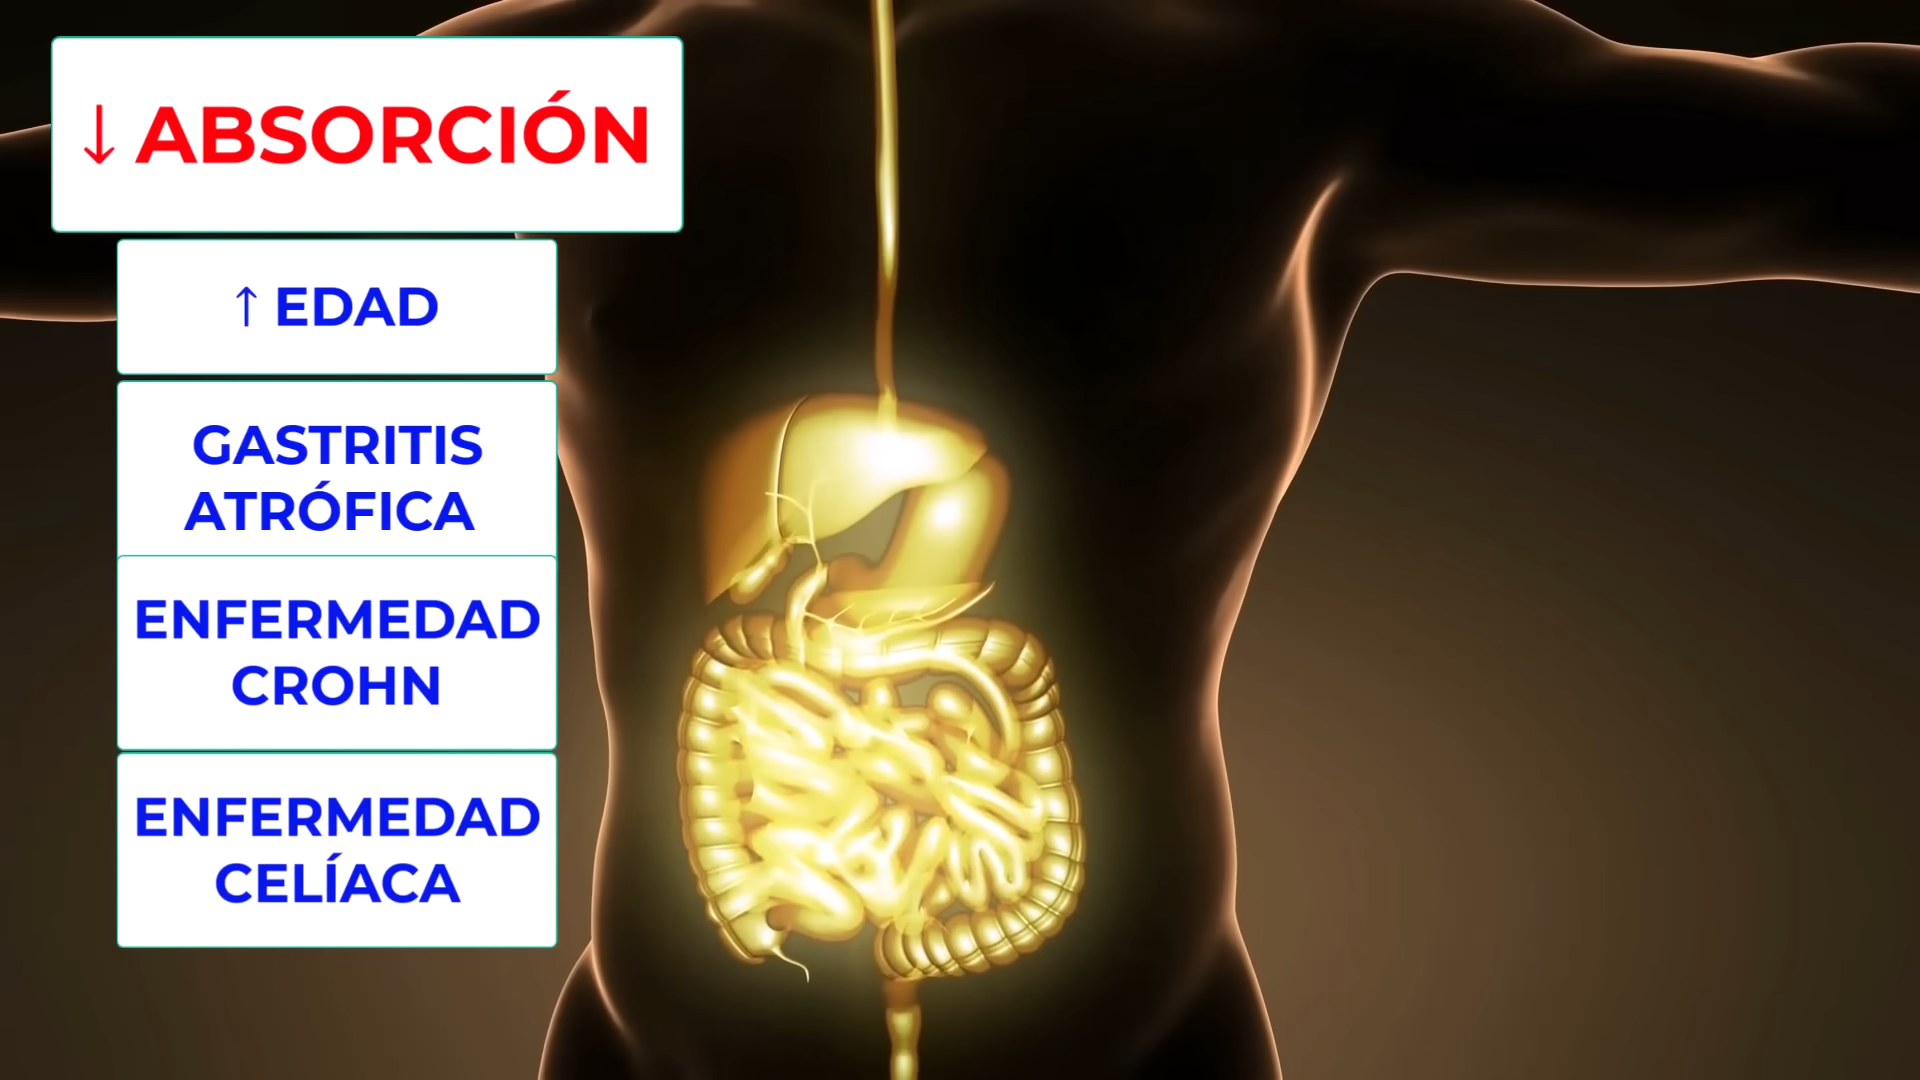 ↓ ABSORCIÓN
↑ EDAD
GASTRITIS
ATRÓFICA
ENFERMEDAD
CROHN
ENFERMEDAD
CELÍACA